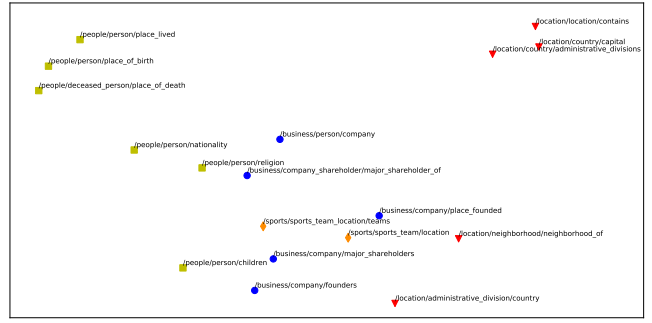 /location/location/contains
/people/person/place_lived
/location/country/capital
/location/country/administrative_divisions
/people/person/place_of_birth
/people/deceased_person/place_of_death
/business/person/company
/people/person/nationality
/people/person/religion
/business/company_shareholder/major_shareholder_of
/business/company/place_founded
/sports/sports_team_location/teams
/sports/sports_team/location
/location/neighborhood/neighborhood_of
/business/company/major_shareholders
/people/person/children
/business/company/founders
/location/administrative_division/country